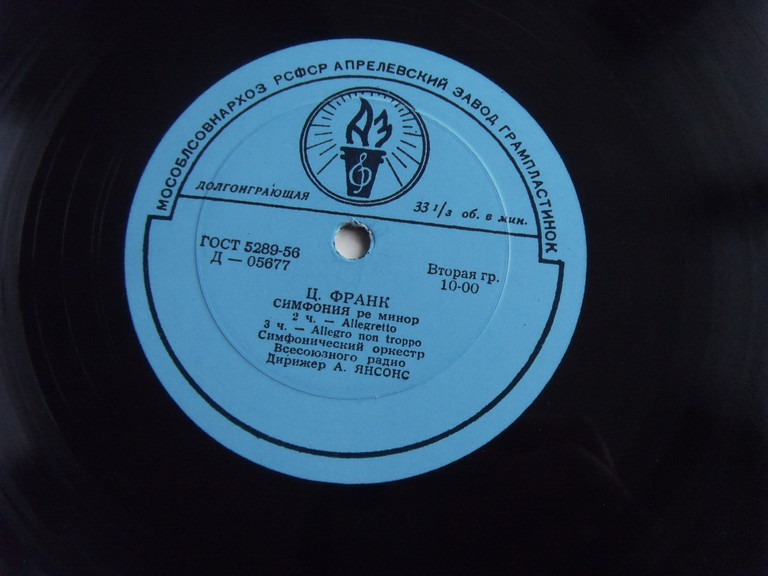 МОСОБЛСОВНАРХОЗ РСФСР АПРЕЛЕВСКИЙ ЗАВОД ГРАМПЛАСТИНОК
АЗ
ДОЛГОИГРАЮЩАЯ
33 1/3 об. в мин.
ГОСТ 5289-56
Д — 05677
Вторая гр.
10-00
Ц. ФРАНК
СИМФОНИЯ ре минор
2 ч. — Allegretto
3 ч. — Allegro non troppo
Симфонический оркестр
Всесоюзного радио
Дирижер А. ЯНСОНС